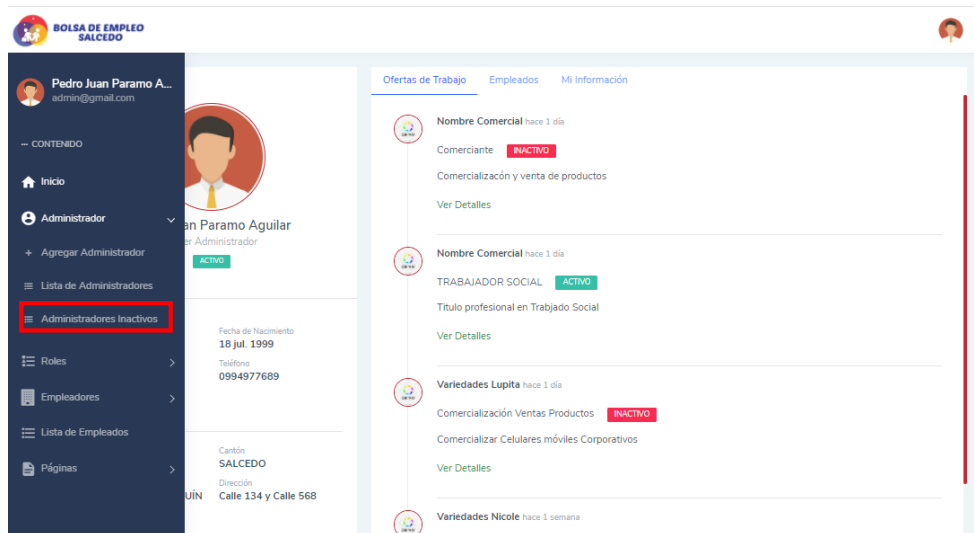 BOLSA DE EMPLEO
SALCEDO
Pedro Juan Paramo A...
admin@gmail.com
— CONTENIDO
Inicio
Administrador
+ Agregar Administrador
Lista de Administradores
Administradores Inactivos
Roles
Empleadores
Lista de Empleados
Páginas
an Paramo Aguilar
er Administrador
ACTIVO
Fecha de Nacimiento
18 jul. 1999
Teléfono
0994977689
Cantón
SALCEDO
Dirección
UÍN Calle 134 y Calle 568
Ofertas de Trabajo Empleados Mi Información
Nombre Comercial hace 1 día
Comerciante INACTIVO
Comercializacón y venta de productos
Ver Detalles
Nombre Comercial hace 1 día
TRABAJADOR SOCIAL ACTIVO
Titulo profesional en Trabjado Social
Ver Detalles
Variedades Lupita hace 1 día
Comercialización Ventas Productos INACTIVO
Comercializar Celulares móviles Corporativos
Ver Detalles
Variedades Nicole hace 1 semana